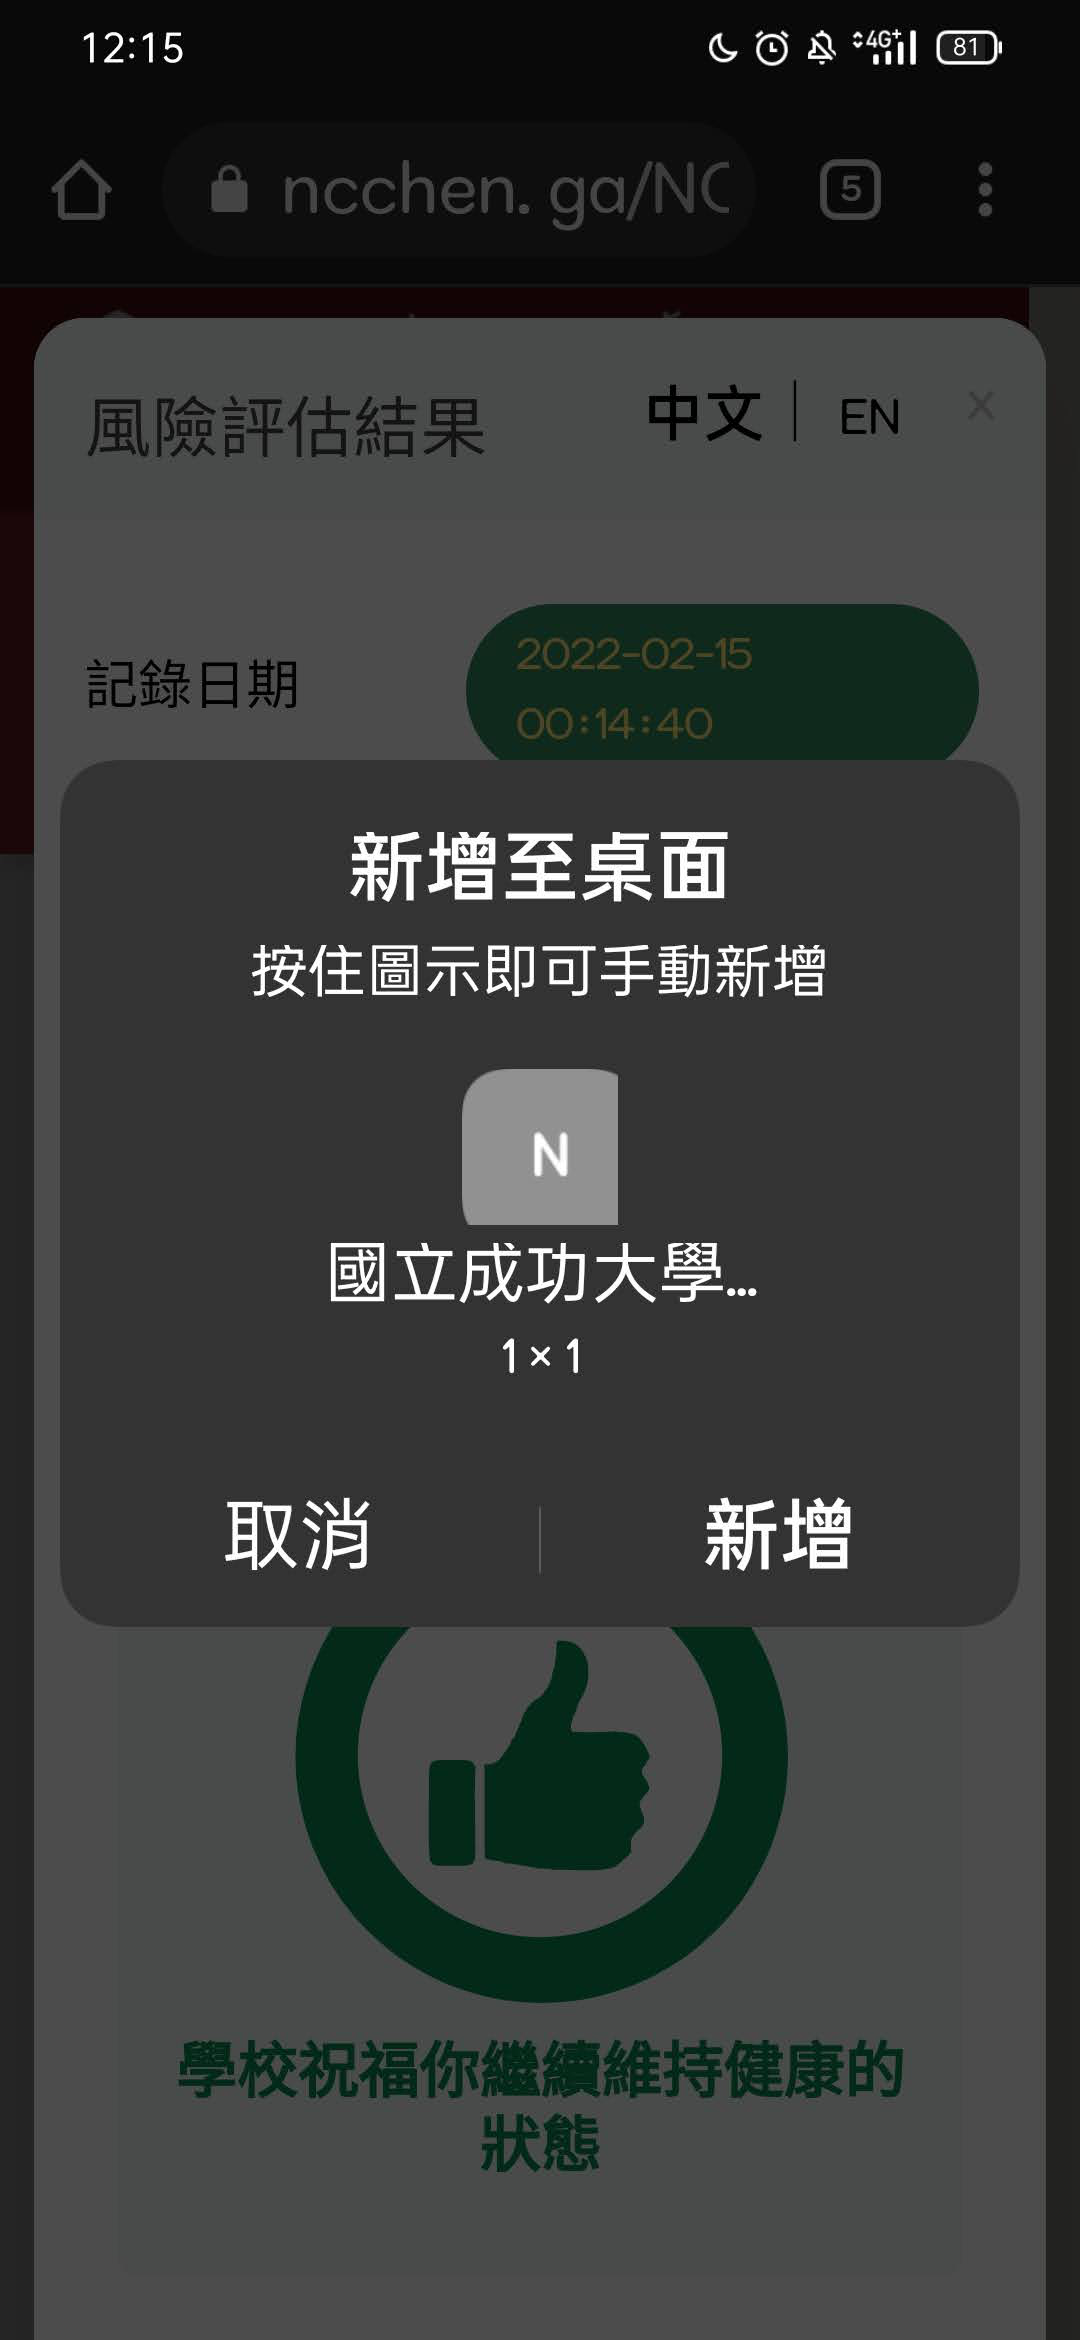 12:15
4G+
81
ncchen.ga/NC
5
風險評估結果
中文
EN
×
記錄日期
2022-02-15
00:14:40
新增至桌面
按住圖示即可手動新增
N
國立成功大學...
1 × 1
取消
新增
學校祝福你繼續維持健康的
狀態